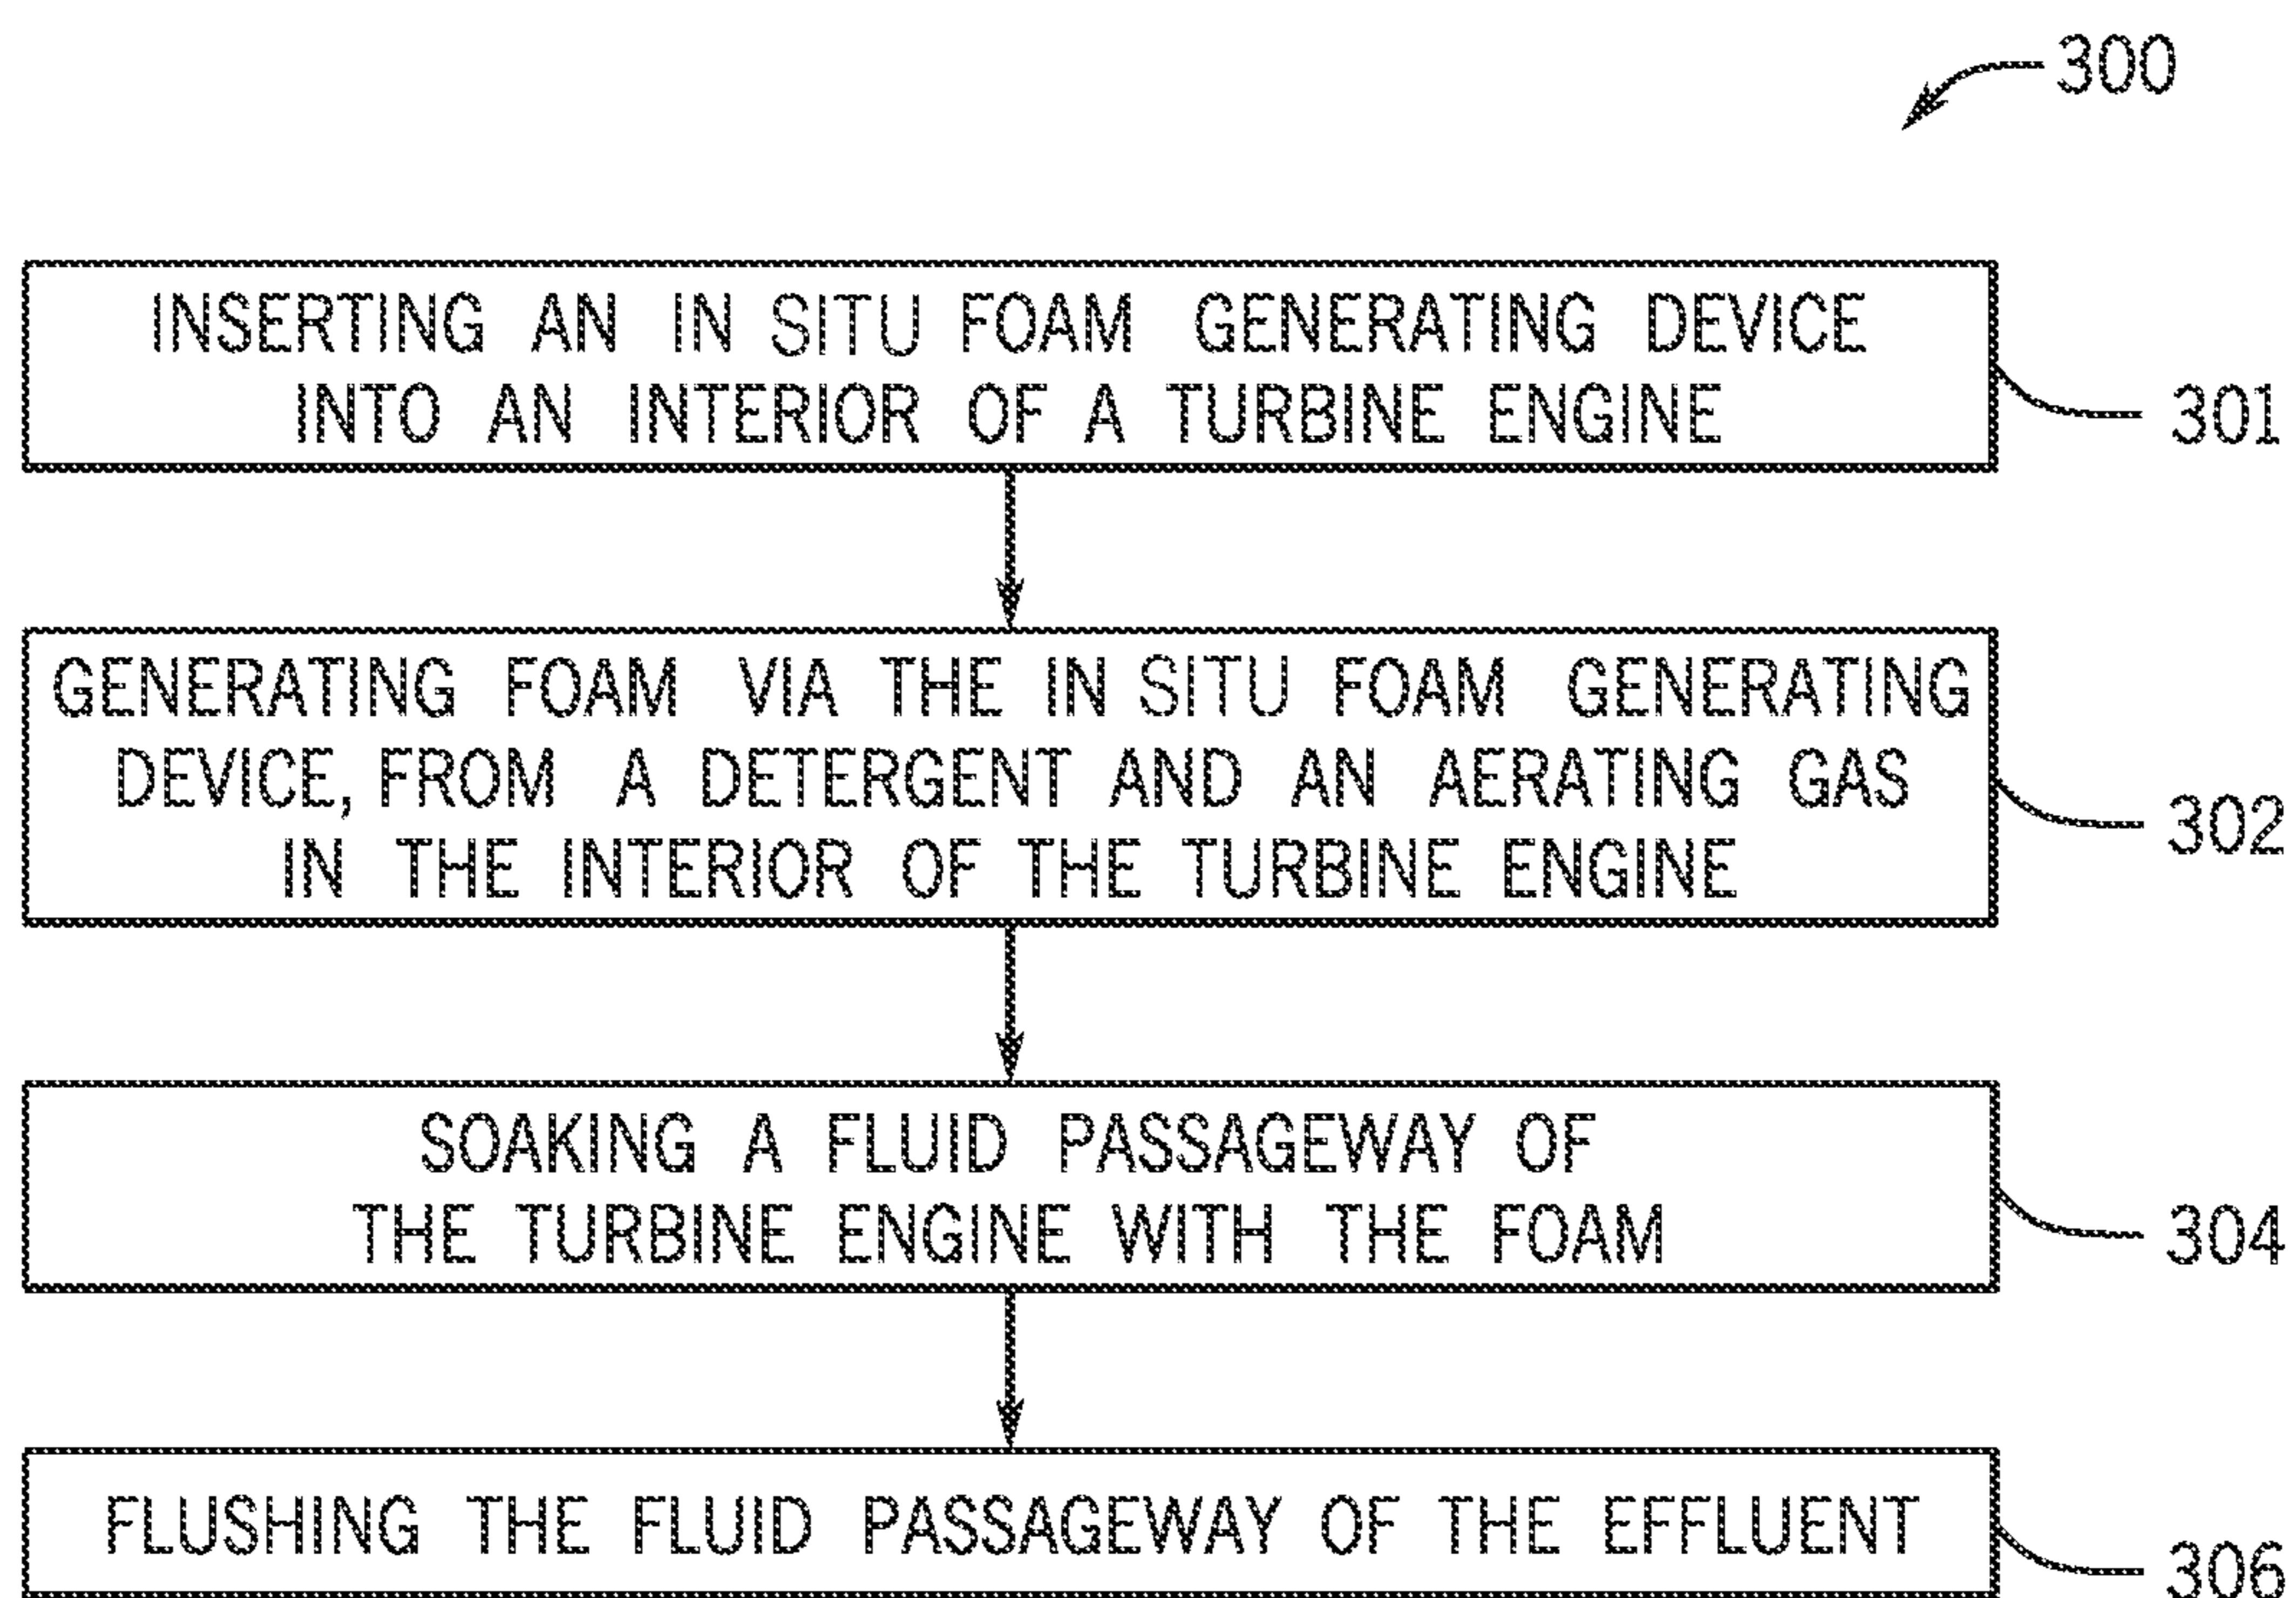 300
INSERTING AN IN SITU FOAM GENERATING DEVICE
INTO AN INTERIOR OF A TURBINE ENGINE
301
GENERATING FOAM VIA THE IN SITU FOAM GENERATING
DEVICE, FROM A DETERGENT AND AN AERATING GAS
IN THE INTERIOR OF THE TURBINE ENGINE
302
SOAKING A FLUID PASSAGEWAY OF
THE TURBINE ENGINE WITH THE FOAM
304
FLUSHING THE FLUID PASSAGEWAY OF THE EFFLUENT
306